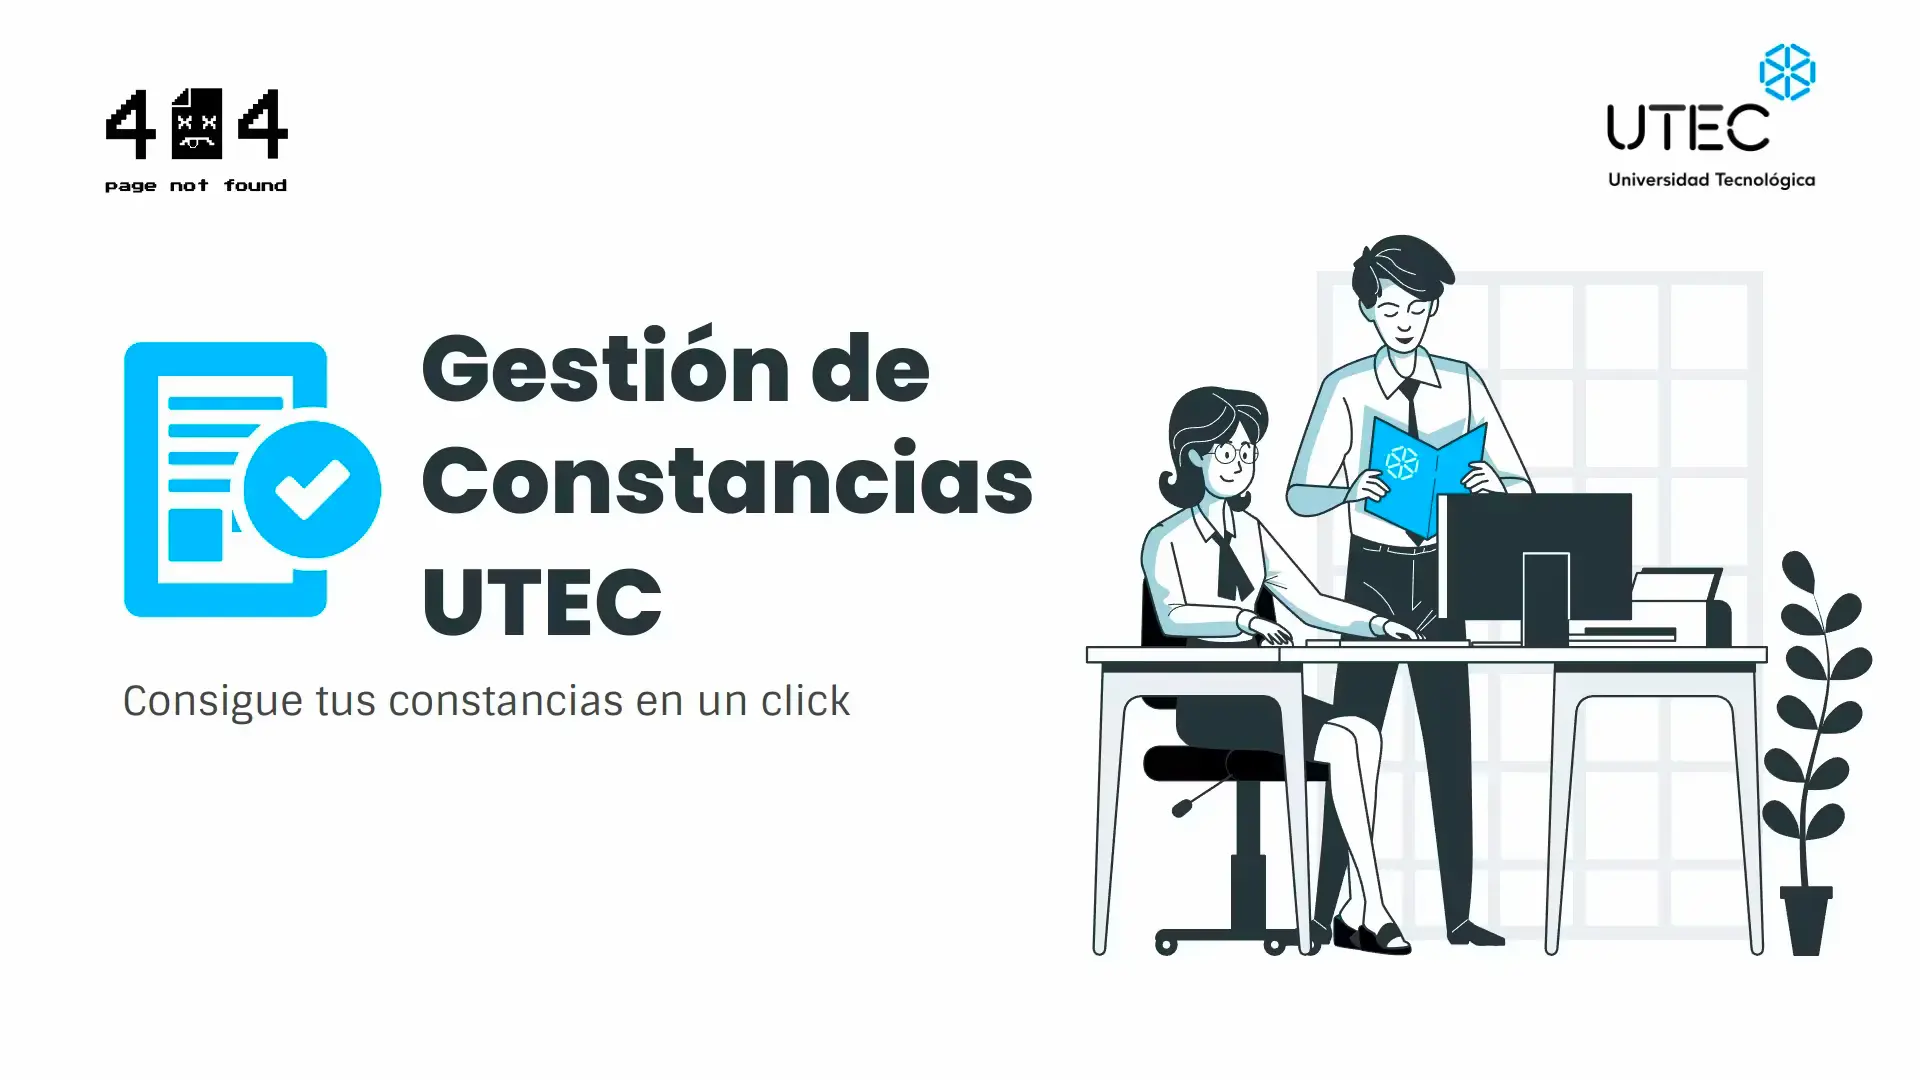 4 4
page not found
UTEC
Universidad Tecnológica
Gestión de
Constancias
UTEC
Consigue tus constancias en un click